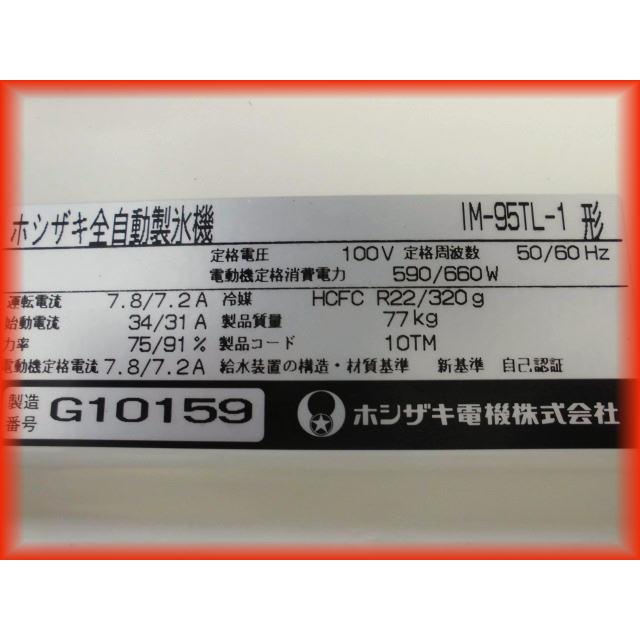 ホシザキ全自動製氷機 IM-95TL-1 形
定格電圧 100V 定格周波数 50/60Hz
電動機定格消費電力 590/660W
運転電流 7.8/7.2A 冷媒 HCFC R22/320g
始動電流 34/31A 製品質量 77kg
力率 75/91% 製品コード 10TM
電動機定格電流 7.8/7.2A 給水装置の構造・材質基準 新基準 自己認証
製造番号 G10159 ホシザキ電機株式会社